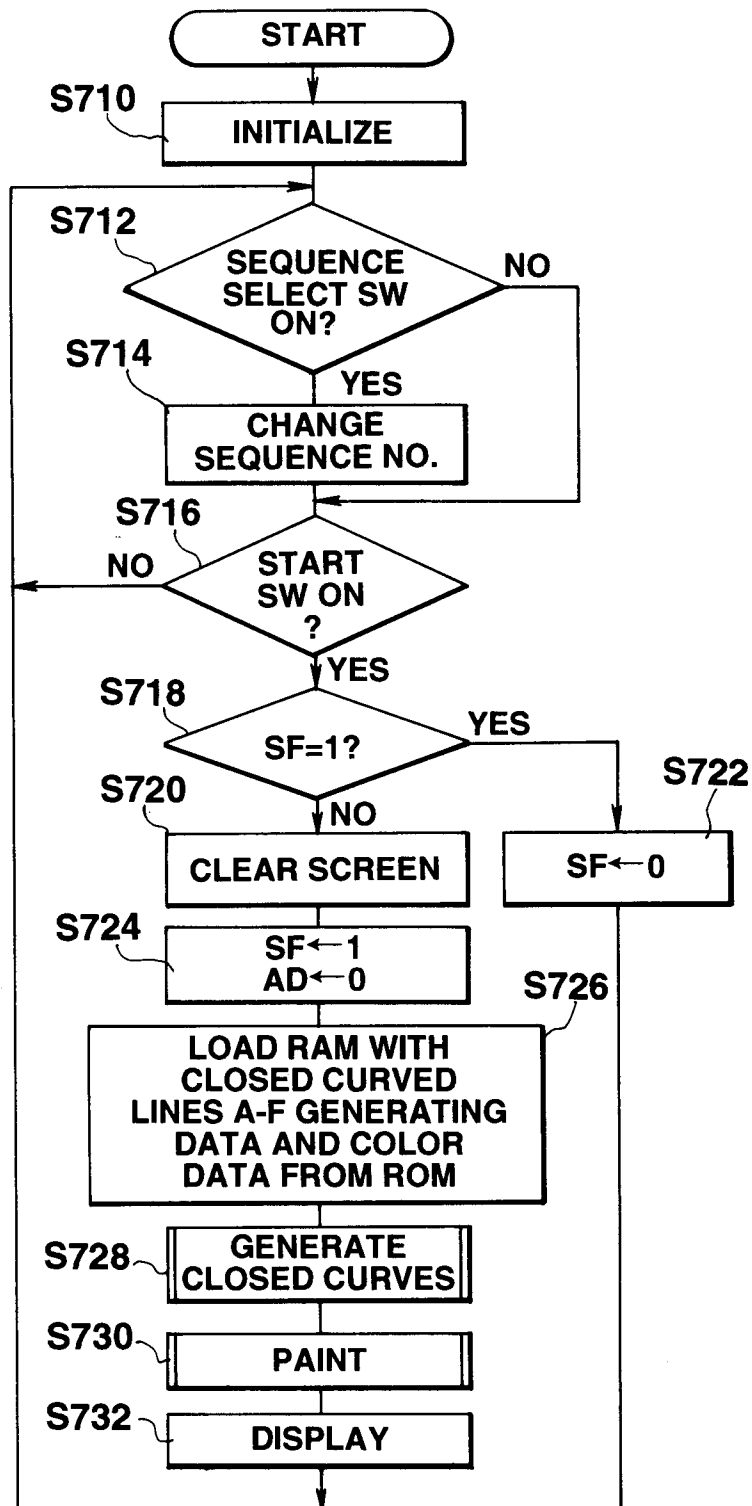 START
S710
INITIALIZE
S712
SEQUENCE
SELECT SW
ON?
NO
S714
YES
CHANGE
SEQUENCE NO.
S716
NO
START
SW ON
?
YES
S718
SF=1?
YES
S720
NO
S722
CLEAR SCREEN
SF←0
S724
SF←1
AD←0
S726
LOAD RAM WITH
CLOSED CURVED
LINES A-F GENERATING
DATA AND COLOR
DATA FROM ROM
S728
GENERATE
CLOSED CURVES
S730
PAINT
S732
DISPLAY